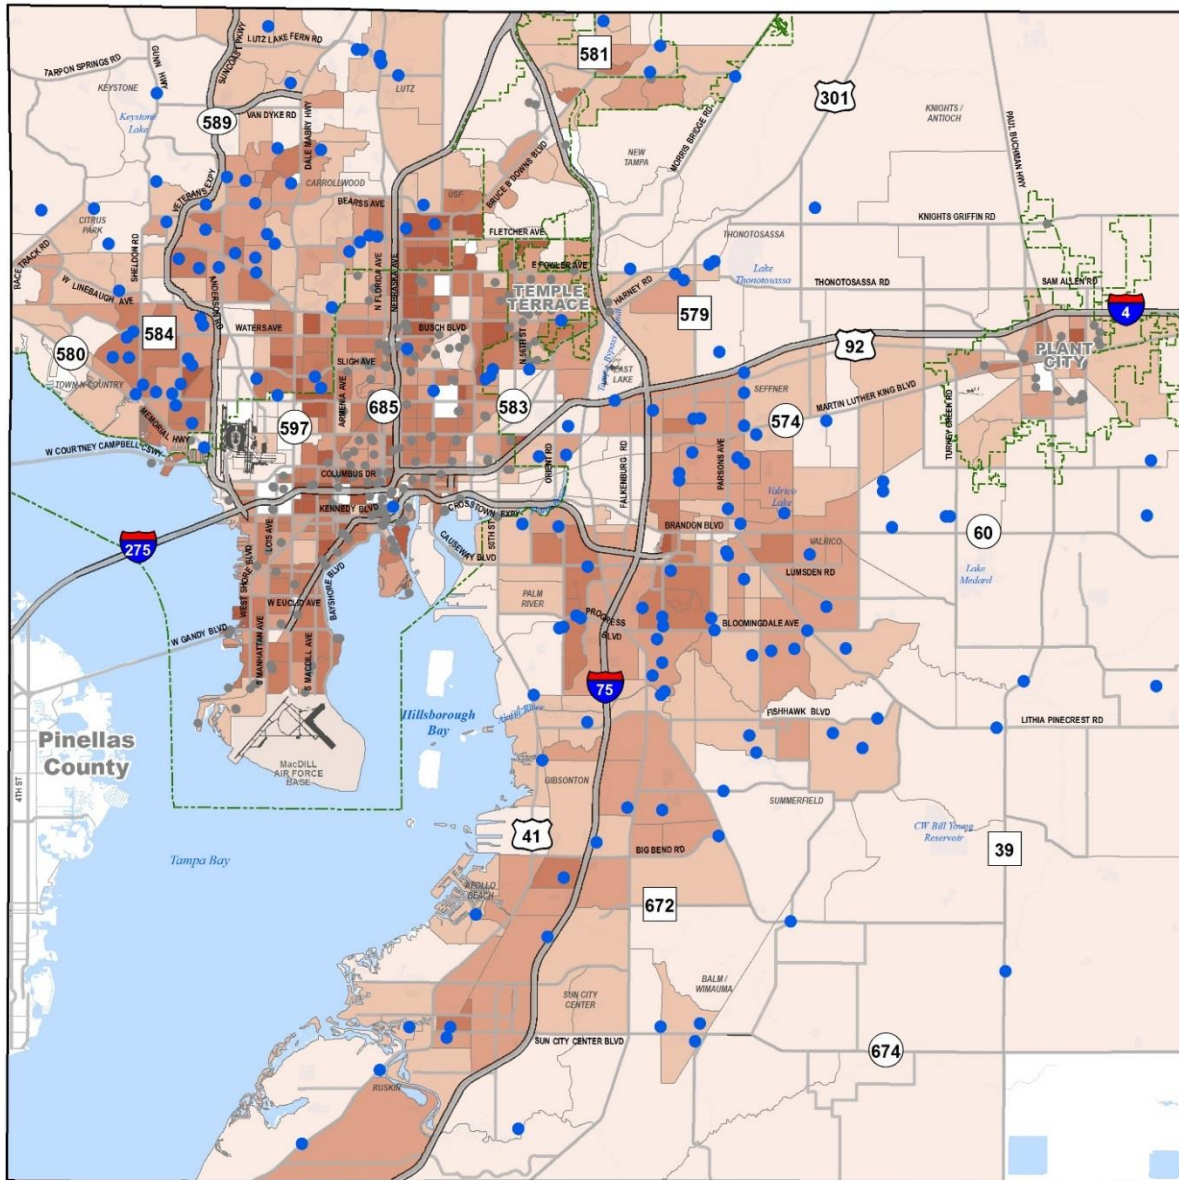 LUTZ LAKE FERN RD
SUNCOAST PKWY
GUNN HWY
TARPON SPRINGS RD
KEYSTONE
Keystone
Lake
LUTZ
581
301
589
VAN DYKE RD
DALE MABRY HWY
KNIGHTS /
ANTIOCH
PAUL BUCHMAN HWY
MORRIS BRIDGE RD
NEW
TAMPA
BRUCE B DOWNS BLVD
CARROLLWOOD
VETERANS EXPY
USF
BEARSS AVE
CITRUS
PARK
SHELDON RD
RACE TRACK RD
FLETCHER AVE
KNIGHTS GRIFFIN RD
THONOTOSASSA
N FLORIDA AVE
NEBRASKA AVE
E FOWLER AVE
Lake
Thonotosassa
THONOTOSASSA RD
SAM ALLEN RD
HARNEY RD
W LINEBAUGH AVE
ANDERSON RD
TEMPLE
TERRACE
579
4
584
WATERS AVE
BUSCH BLVD
92
580
SLIGH AVE
N 56TH ST
EAST
LAKE
PLANT
CITY
TOWN N COUNTRY
ARMENIA AVE
SEFFNER
MARTIN LUTHER KING BLVD
685
583
574
TURKEY CREEK RD
MEMORIAL HWY
597
W COURTNEY CAMPBELL CSWY
ORIENT RD
FALKENBURG RD
PARSONS AVE
COLUMBUS DR
Valrico
Lake
KENNEDY BLVD
CROSSTOWN EXPY
BRANDON BLVD
60
275
LOIS AVE
50TH ST
CAUSEWAY BLVD
VALRICO
WEST SHORE BLVD
BAYSHORE BLVD
LUMSDEN RD
Lake
Medard
PALM
RIVER
W EUCLID AVE
PROGRESS
BLVD
BLOOMINGDALE AVE
W GANDY BLVD
S MANHATTAN AVE
S MACDILL AVE
75
Hillsborough
Bay
Alafia River
FISHHAWK BLVD
LITHIA PINECREST RD
Pinellas
County
MacDILL
AIR FORCE
BASE
4TH ST
GIBSONTON
SUMMERFIELD
41
CW Bill Young
Reservoir
39
Tampa Bay
BIG BEND RD
APOLLO
BEACH
672
BALM /
WIMAUMA
SUN CITY
CENTER
SUN CITY CENTER BLVD
674
RUSKIN